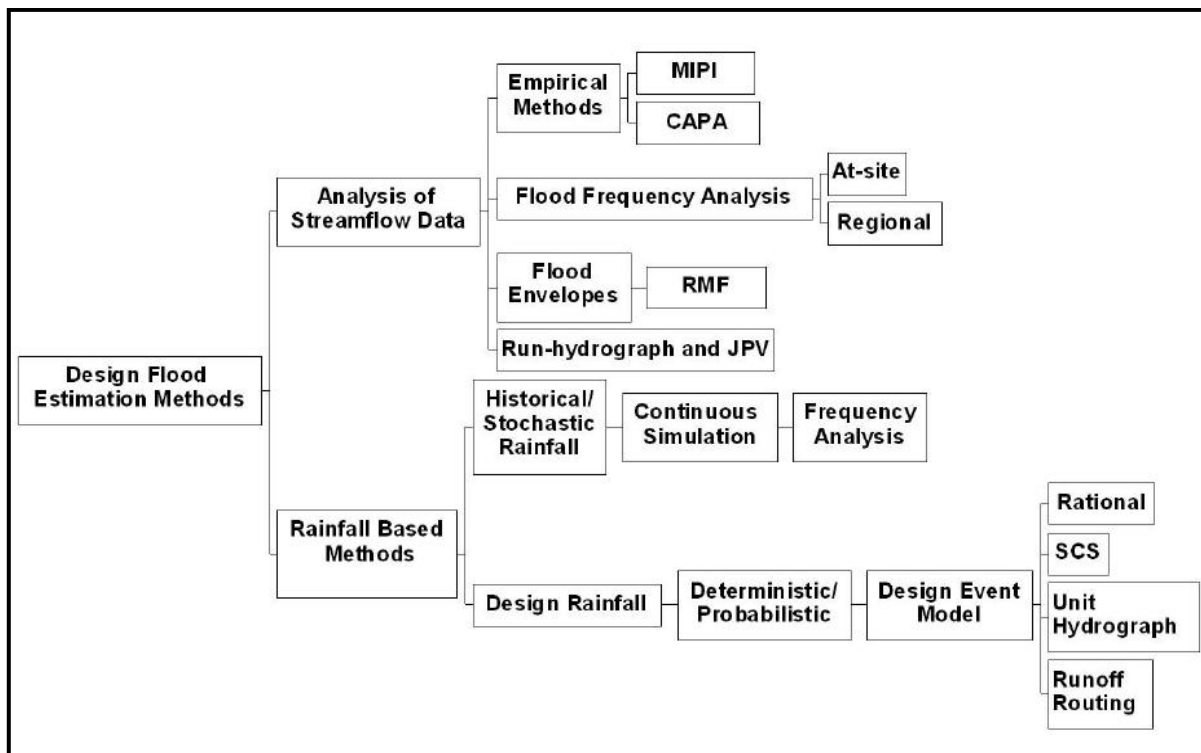 Design Flood
Estimation Methods
Analysis of
Streamflow Data
Empirical
Methods
MIPI
CAPA
Flood Frequency Analysis
At-site
Regional
Flood
Envelopes
RMF
Run-hydrograph and JPV
Rainfall Based
Methods
Historical/
Stochastic
Rainfall
Continuous
Simulation
Frequency
Analysis
Design Rainfall
Deterministic/
Probabilistic
Design Event
Model
Rational
SCS
Unit
Hydrograph
Runoff
Routing